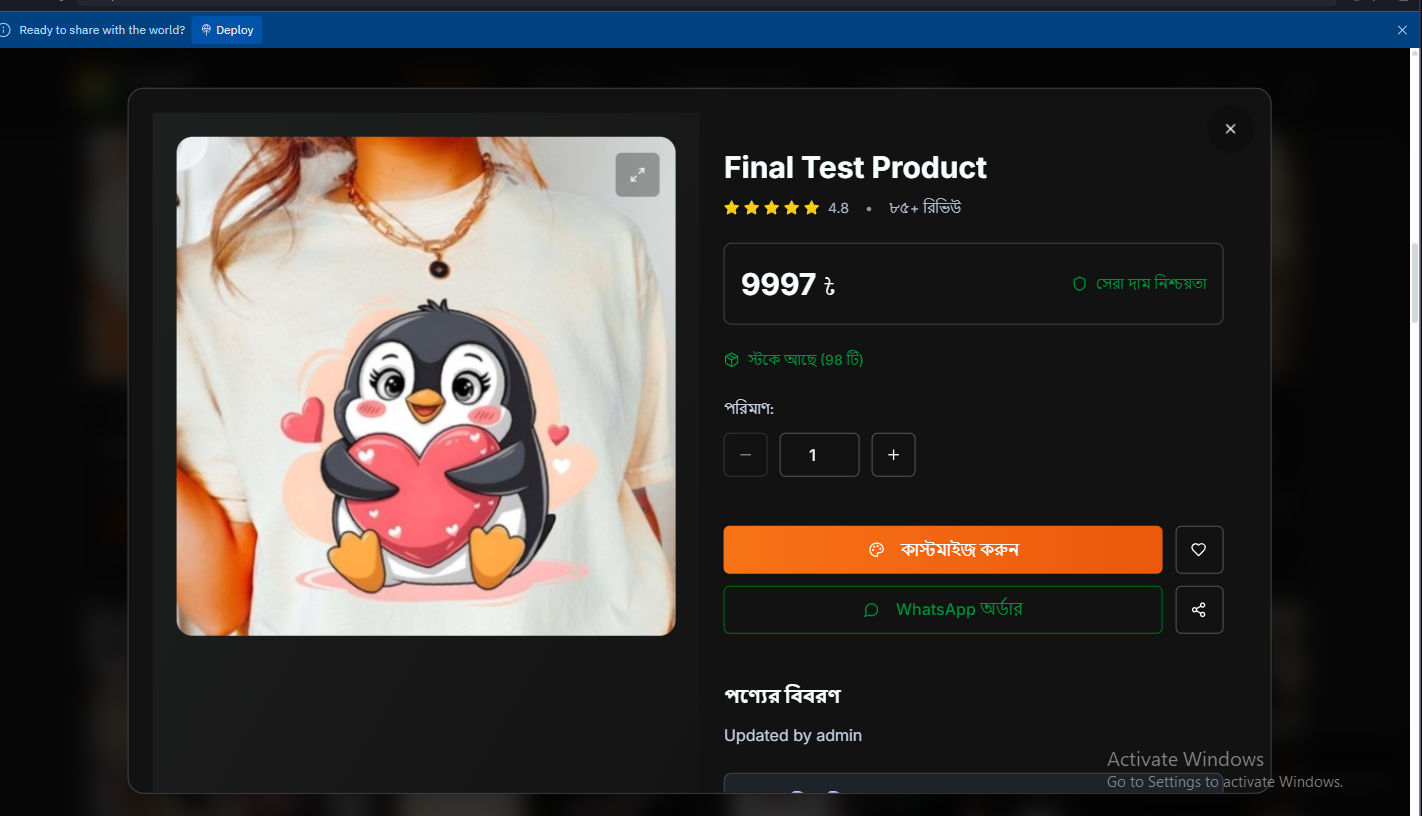 Ready to share with the world? Deploy
Final Test Product
4.8 • ৮৫+ রিভিউ
9997 ৳ সেরা দাম নিশ্চয়তা
স্টকে আছে (98 টি)
পরিমাণ:
1
কাস্টমাইজ করুন
WhatsApp অর্ডার
পণ্যের বিবরণ
Updated by admin
Activate Windows
Go to Settings to activate Windows.